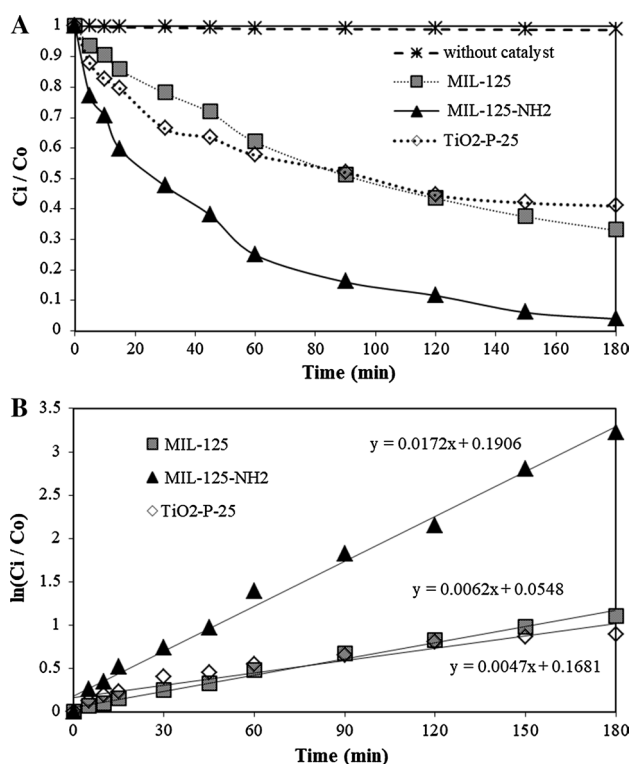 A
1
0.9
0.8
0.7
0.6
0.5
0.4
0.3
0.2
0.1
0
Ci / Co
without catalyst
MIL-125
MIL-125-NH2
TiO2-P-25
0 20 40 60 80 100 120 140 160 180
Time (min)
B
3.5
3
2.5
2
1.5
1
0.5
0
ln(Ci / Co)
MIL-125
MIL-125-NH2
TiO2-P-25
y = 0.0172x + 0.1906
y = 0.0062x + 0.0548
y = 0.0047x + 0.1681
0 30 60 90 120 150 180
Time (min)